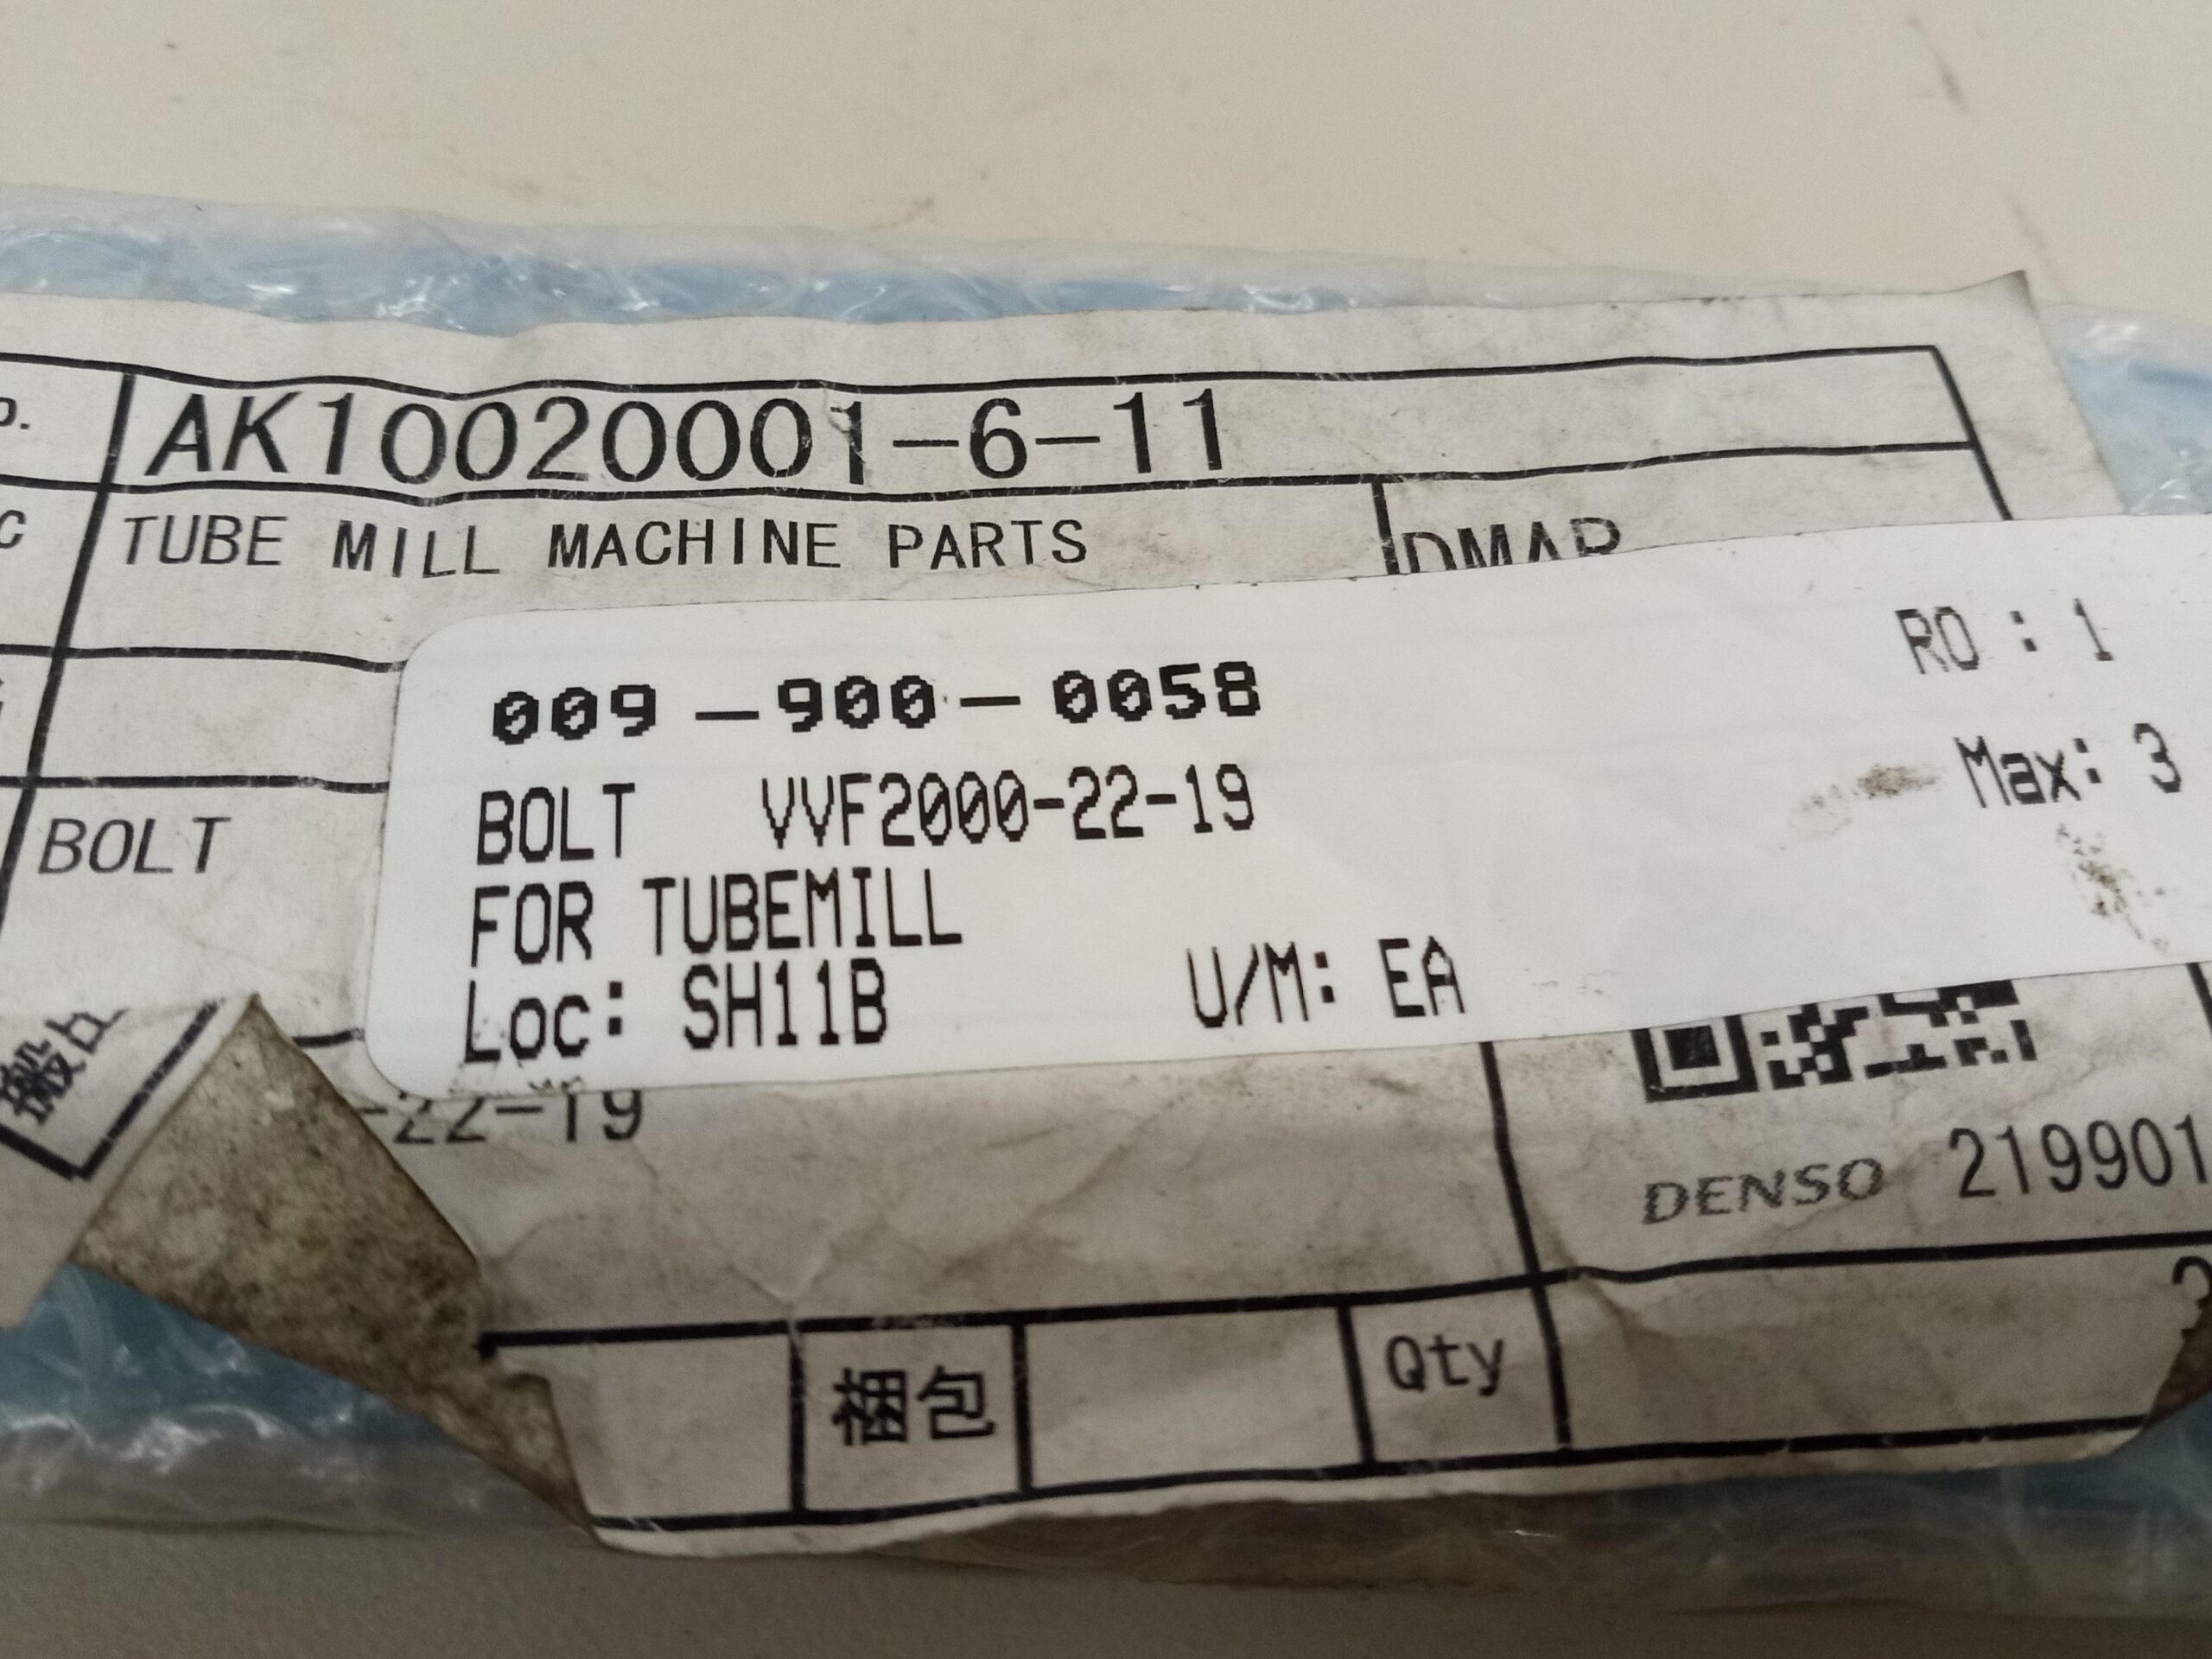 AK10020001-6-11
TUBE MILL MACHINE PARTS
009-900-0058
RO : 1
BOLT VVF2000-22-19
Max: 3
BOLT
FOR TUBEMILL
Loc: SH11B
U/M: EA
-22-19
DENSO 219901
梱包
Qty